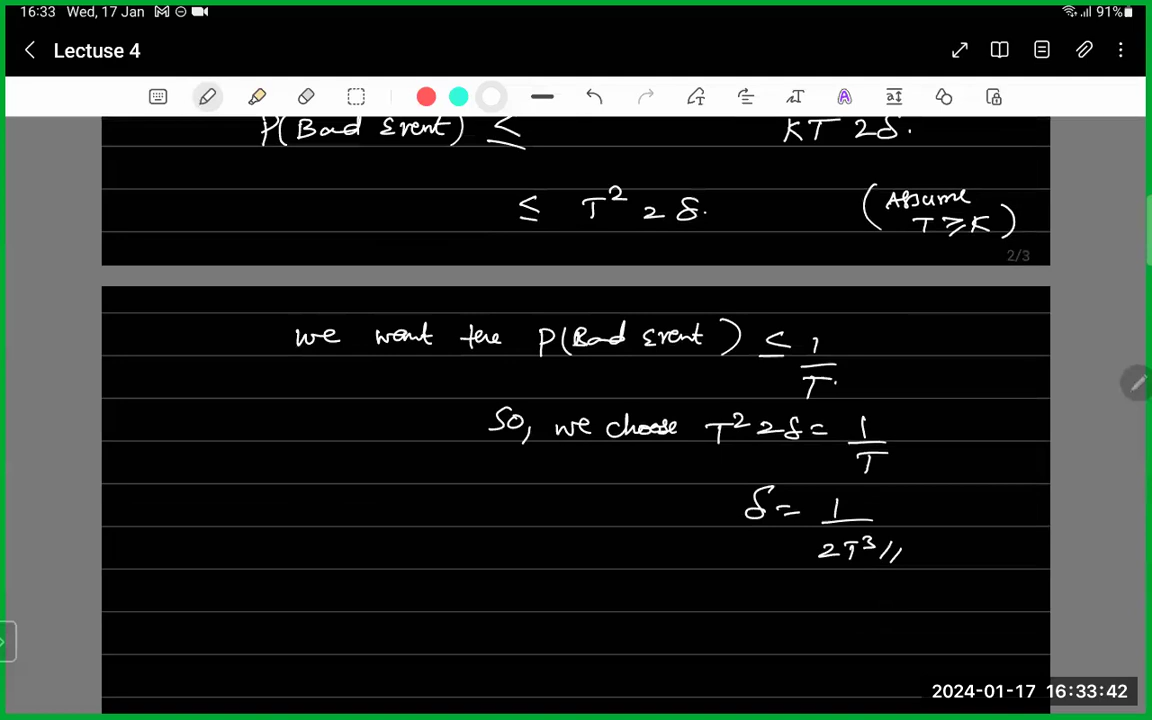 16:33 Wed, 17 Jan 91%
Lectuse 4
P(Bad Event) ≤ KT 2δ.
≤ T² 2 δ. (Assume T ≥ K)
2/3
we want the P(Bad Event) ≤ 1/T.
So, we choose T² 2δ = 1/T
δ = 1/2T³ //
2024-01-17 16:33:42